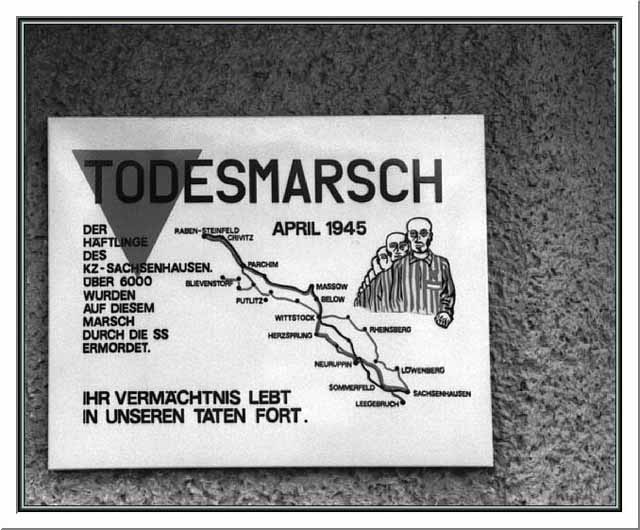 TODESMARSCH
APRIL 1945
DER
HÄFTLINGE
DES
KZ-SACHSENHAUSEN.
ÜBER 6000
WURDEN
AUF DIESEM
MARSCH
DURCH DIE SS
ERMORDET.
RABEN-STEINFELD
CRIVITZ
PARCHIM
BLIEVENSTORF
PUTLITZ
MASSOW
BELOW
WITTSTOCK
RHEINSBERG
HERZSPRUNG
NEURUPPIN
LÖWENBERG
SOMMERFELD
SACHSENHAUSEN
LEEGEBRUCH
IHR VERMÄCHTNIS LEBT
IN UNSEREN TATEN FORT.